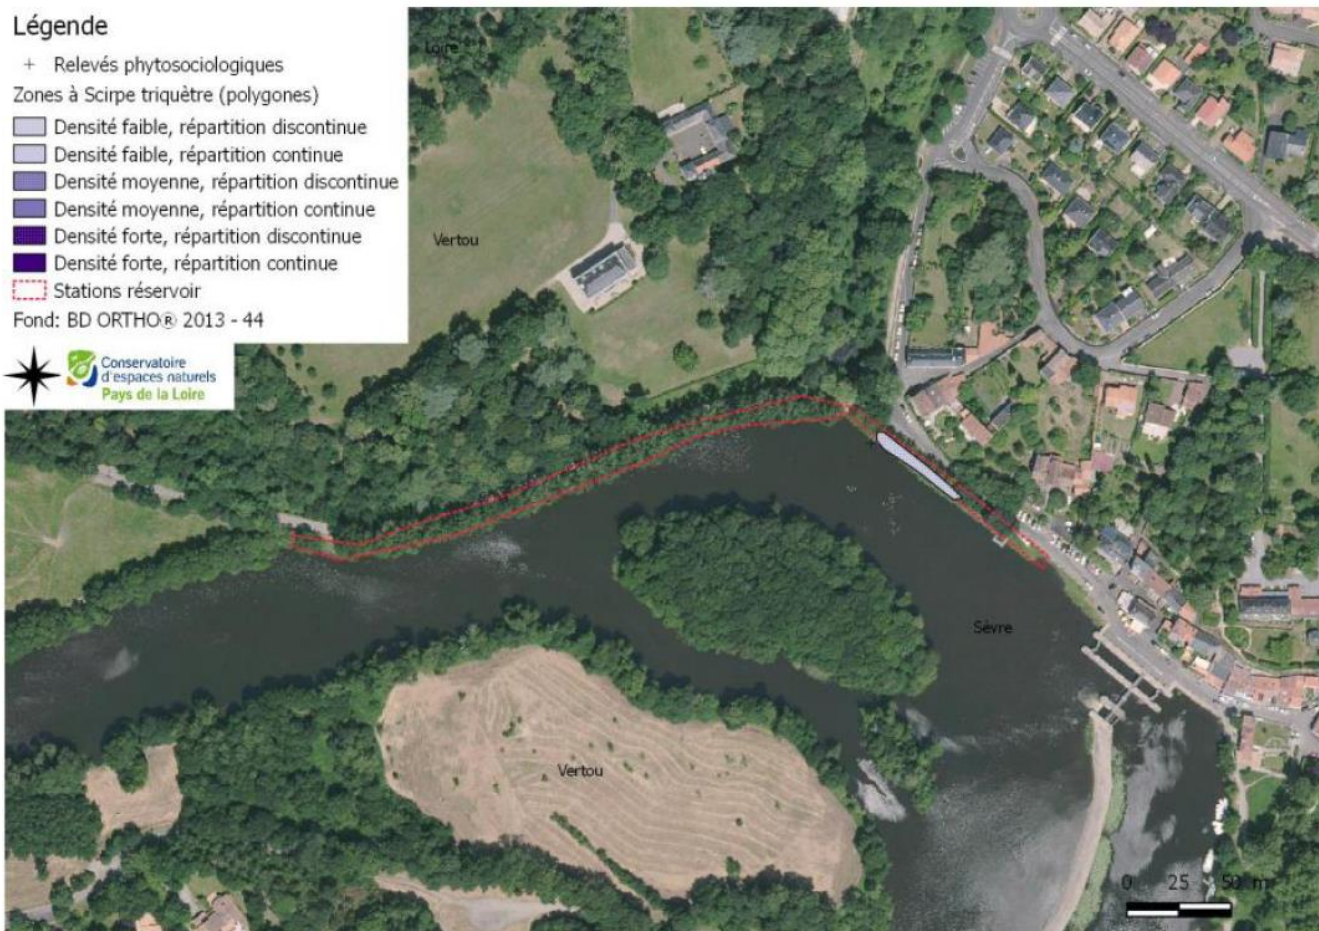 Légende
+ Relevés phytosociologiques
Zones à Scirpe triquètre (polygones)
Densité faible, répartition discontinue
Densité faible, répartition continue
Densité moyenne, répartition discontinue
Densité moyenne, répartition continue
Densité forte, répartition discontinue
Densité forte, répartition continue
Stations réservoir
Fond: BD ORTHO® 2013 - 44
Conservatoire
d'espaces naturels
Pays de la Loire
Loire
Vertou
Sèvre
Vertou
0 25 50 m